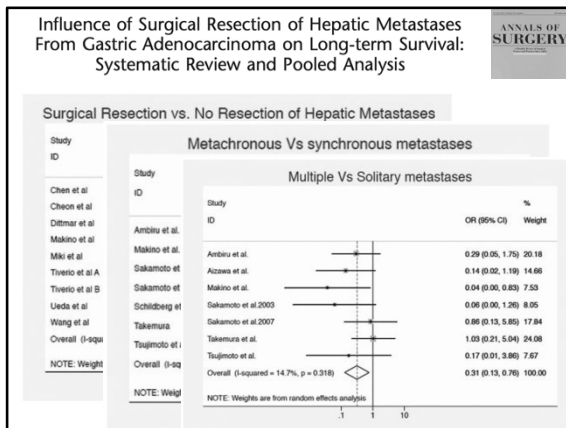 Influence of Surgical Resection of Hepatic Metastases
From Gastric Adenocarcinoma on Long-term Survival:
Systematic Review and Pooled Analysis
ANNALS OF
SURGERY
Surgical Resection vs. No Resection of Hepatic Metastases
Study
ID
Chen et al
Cheon et al
Dittmar et al
Makino et al
Miki et al
Tiverio et al A
Tiverio et al B
Ueda et al
Wang et al
Overall (I-squa
NOTE: Weight
Metachronous Vs synchronous metastases
Study
ID
Ambiru et al.
Makino et al.
Sakamoto et
Sakamoto et
Schildberg et
Takemura
Tsujimoto et a
Overall (I-sq
NOTE: Weigh
Multiple Vs Solitary metastases
Study %
ID OR (95% CI) Weight
Ambiru et al. 0.29 (0.05, 1.75) 20.18
Aizawa et al. 0.14 (0.02, 1.19) 14.66
Makino et al. 0.04 (0.00, 0.83) 7.53
Sakamoto et al.2003 0.06 (0.00, 1.26) 8.05
Sakamoto et al.2007 0.86 (0.13, 5.85) 17.84
Takemura et al. 1.03 (0.21, 5.04) 24.08
Tsujimoto et al. 0.17 (0.01, 3.86) 7.67
Overall (I-squared = 14.7%, p = 0.318) 0.31 (0.13, 0.76) 100.00
NOTE: Weights are from random effects analysis
.1 1 10